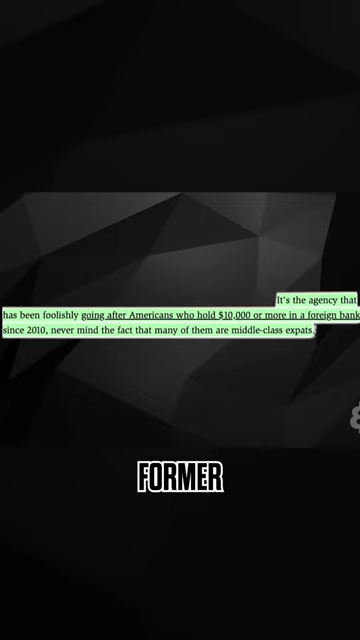 It's the agency that
has been foolishly going after Americans who hold $10,000 or more in a foreign bank
since 2010, never mind the fact that many of them are middle-class expats.
&
FORMER